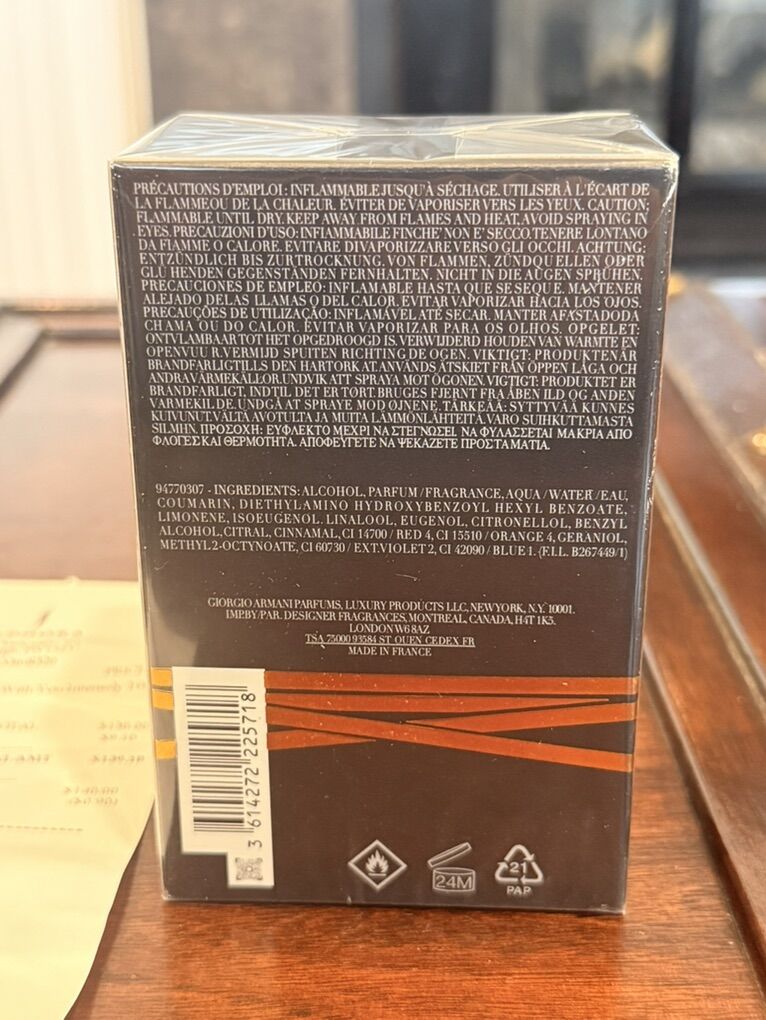 PRÉCAUTIONS D'EMPLOI : INFLAMMABLE JUSQU'À SÉCHAGE. UTILISER À L'ÉCART DE
LA FLAMMEOU DE LA CHALEUR. ÉVITER DE VAPORISER VERS LES YEUX. CAUTION:
FLAMMABLE UNTIL DRY. KEEP AWAY FROM FLAMES AND HEAT, AVOID SPRAYING IN
EYES. PRECAUZIONI D'USO: INFIAMMABILE FINCHE' NON E' SECCO.TENERE LONTANO
DA FIAMME O CALORE. EVITARE DI VAPORIZZARE VERSO GLI OCCHI. ACHTUNG:
ENTZÜNDLICH BIS ZUR TROCKNUNG. VON FLAMMEN, ZÜNDQUELLEN ODER
GLÜ HENDEN GEGENSTÄNDEN FERNHALTEN. NICHT IN DIE AUGEN SPRÜHEN.
PRECAUCIONES DE EMPLEO: INFLAMABLE HASTA QUE SE SEQUE. MANTENER
ALEJADO DELAS LLAMAS O DEL CALOR. EVITAR VAPORIZAR HACIA LOS OJOS.
PRECAUÇÕES DE UTILIZAÇÃO: INFLAMÁVEL ATÉ SECAR. MANTER AFASTADODA
CHAMA OU DO CALOR. EVITAR VAPORIZAR PARA OS OLHOS. OPGELET:
ONTVLAMBAAR TOT HET OPGEDROOGD IS. VERWIJDERD HOUDEN VAN WARMTE EN
OPENVUU R.VERMIJD SPUITEN RICHTING DE OGEN. VIKTIGT: PRODUKTEN ÄR
BRANDFARLIGTILLS DEN HARTORKAT. ANVÄNDS ÅTSKIET FRÅN ÖPPEN LÅGA OCH
ANDRA VÄRMEKÄLLOR.UNDVIK ATT SPRAYA MOT ÖGONEN. VIGTIGT: PRODUKTET ER
BRANDFARLIGT, INDTIL DET ER TØRT. BRUGES FJERNT FRA ÅBEN ILD OG ANDEN
VARMEKILDE. UNDGÅ AT SPRAYE MOD ØJNENE. TÄRKEÄÄ: SYTTYVÄÄ KUNNES
KUIVUNUT. VÄLTÄ AVOTULTA JA MUITA LÄMMÖNLÄHTEITÄ. VARO SUIHKUTTAMASTA
SILMIIN. ΠΡΟΣΟΧΗ: ΕΥΦΛΕΚΤΟ ΜΕΧΡΙ ΝΑ ΣΤΕΓΝΩΣΕΙ. ΝΑ ΦΥΛΑΣΣΕΤΑΙ ΜΑΚΡΙΑ ΑΠΟ
ΦΛΟΓΕΣ ΚΑΙ ΘΕΡΜΟΤΗΤΑ. ΑΠΟΦΕΥΓΕΤΕ ΝΑ ΨΕΚΑΖΕΤΕ ΠΡΟΣ ΤΑ ΜΑΤΙΑ.
94770307 - INGREDIENTS: ALCOHOL, PARFUM / FRAGRANCE, AQUA / WATER / EAU,
COUMARIN, DIETHYLAMINO HYDROXYBENZOYL HEXYL BENZOATE,
LIMONENE, ISOEUGENOL, LINALOOL, EUGENOL, CITRONELLOL, BENZYL
ALCOHOL, CITRAL, CINNAMAL, CI 14700 / RED 4, CI 15510 / ORANGE 4, GERANIOL,
METHYL 2-OCTYNOATE, CI 60730 / EXT.VIOLET 2, CI 42090 / BLUE 1. (F.I.L. B267449/1)
GIORGIO ARMANI PARFUMS, LUXURY PRODUCTS LLC, NEW YORK, N.Y. 10001.
IMP.BY/PAR. DESIGNER FRAGRANCES, MONTREAL, CANADA, H4T 1K5.
LONDON W6 8AZ
TSA 75000 93584 ST OUEN CEDEX FR
MADE IN FRANCE
3 614272 225718
24M
21
PAP